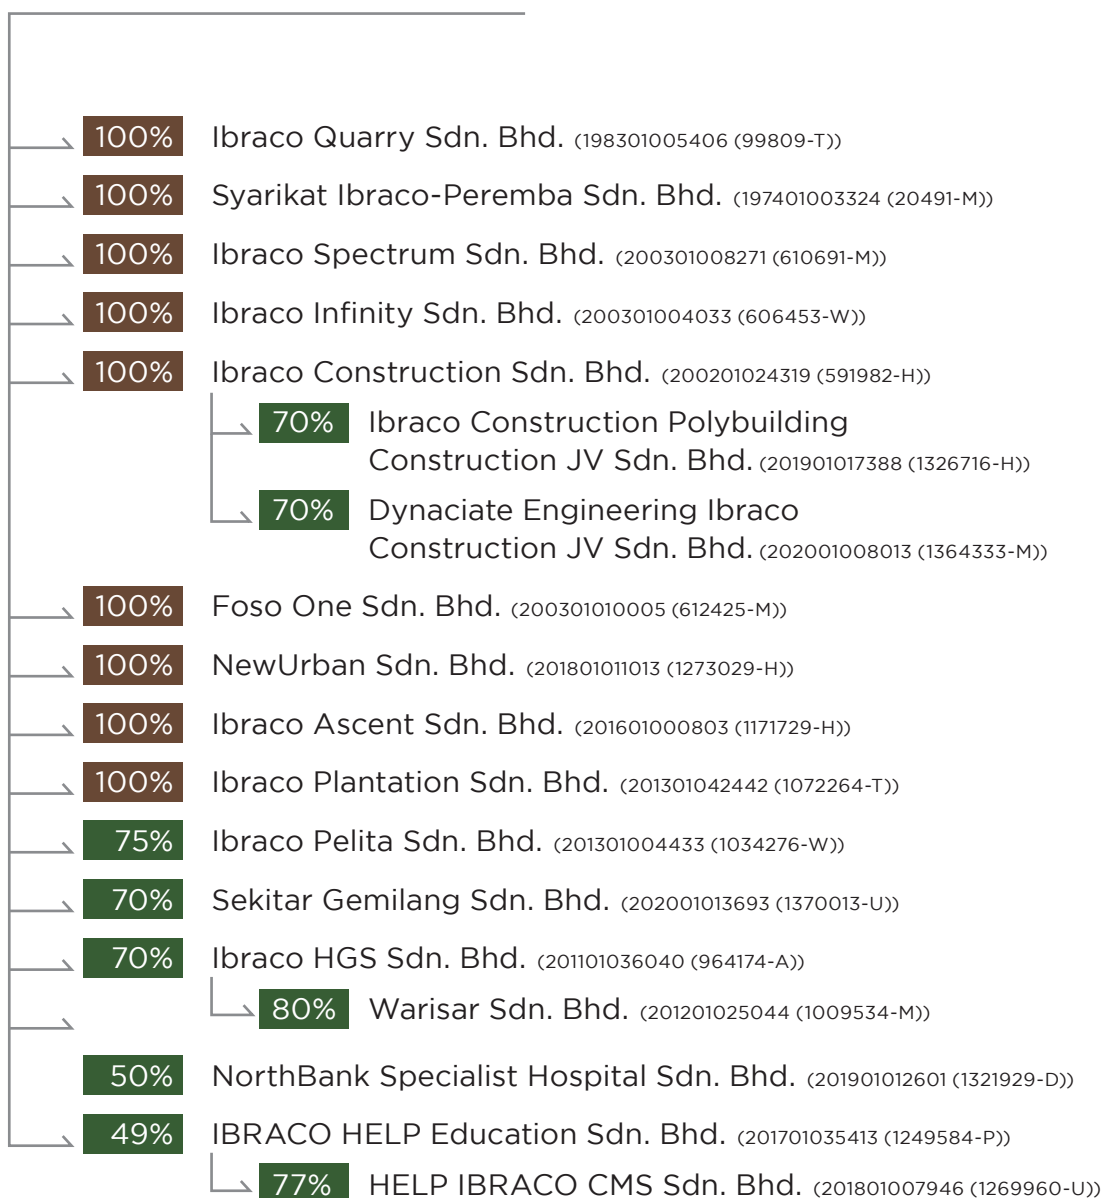 100% Ibraco Quarry Sdn. Bhd. (198301005406 (99809-T))
100% Syarikat Ibraco-Peremba Sdn. Bhd. (197401003324 (20491-M))
100% Ibraco Spectrum Sdn. Bhd. (200301008271 (610691-M))
100% Ibraco Infinity Sdn. Bhd. (200301004033 (606453-W))
100% Ibraco Construction Sdn. Bhd. (200201024319 (591982-H))
70% Ibraco Construction Polybuilding
Construction JV Sdn. Bhd. (201901017388 (1326716-H))
70% Dynaciate Engineering Ibraco
Construction JV Sdn. Bhd. (202001008013 (1364333-M))
100% Foso One Sdn. Bhd. (200301010005 (612425-M))
100% NewUrban Sdn. Bhd. (201801011013 (1273029-H))
100% Ibraco Ascent Sdn. Bhd. (201601000803 (1171729-H))
100% Ibraco Plantation Sdn. Bhd. (201301042442 (1072264-T))
75% Ibraco Pelita Sdn. Bhd. (201301004433 (1034276-W))
70% Sekitar Gemilang Sdn. Bhd. (202001013693 (1370013-U))
70% Ibraco HGS Sdn. Bhd. (201101036040 (964174-A))
80% Warisar Sdn. Bhd. (201201025044 (1009534-M))
50% NorthBank Specialist Hospital Sdn. Bhd. (201901012601 (1321929-D))
49% IBRACO HELP Education Sdn. Bhd. (201701035413 (1249584-P))
77% HELP IBRACO CMS Sdn. Bhd. (201801007946 (1269960-U))